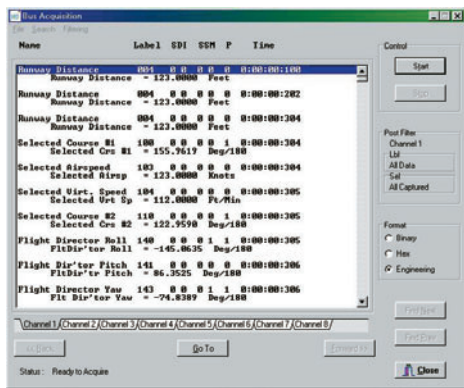 Bus Acquisition
File Search Filtering
Name Label SDI SSM P Time
Runway Distance 004 0 0 0 0 0 0:00:00:100
Runway Distance = 123.0000 Feet
Runway Distance 004 0 0 0 0 0 0:00:00:202
Runway Distance = 123.0000 Feet
Runway Distance 004 0 0 0 0 0 0:00:00:304
Runway Distance = 123.0000 Feet
Selected Course #1 100 0 0 0 0 1 0:00:00:304
Selected Crs #1 = 155.9619 Deg/180
Selected Airspeed 103 0 0 0 0 0 0:00:00:304
Selected Airsp = 123.0000 Knots
Selected Virt. Speed 104 0 0 0 0 0 0:00:00:305
Selected Vrt Sp = 112.0000 Ft/Min
Selected Course #2 110 0 0 0 0 1 0:00:00:305
Selected Crs #2 = 122.9590 Deg/180
Flight Director Roll 140 0 0 1 1 0:00:00:305
FltDir'tor Roll = -145.0635 Deg/180
Flight Dir'tor Pitch 141 0 0 0 0 0:00:00:306
FltDir'tr Pitch = 86.3525 Deg/180
Flight Director Yaw 143 0 0 1 1 0:00:00:306
Flt Dir'tor Yaw = -74.8389 Deg/180
Channel 1 Channel 2 Channel 3 Channel 4 Channel 5 Channel 6 Channel 7 Channel 8
<< Back Go To Forward >>
Status : Ready to Acquire
Control
Start
Stop
Post Filter
Channel 1
Lbl
All Data
Sel
All Captured
Format
Binary
Hex
Engineering
Find Next
Find Prev
Close